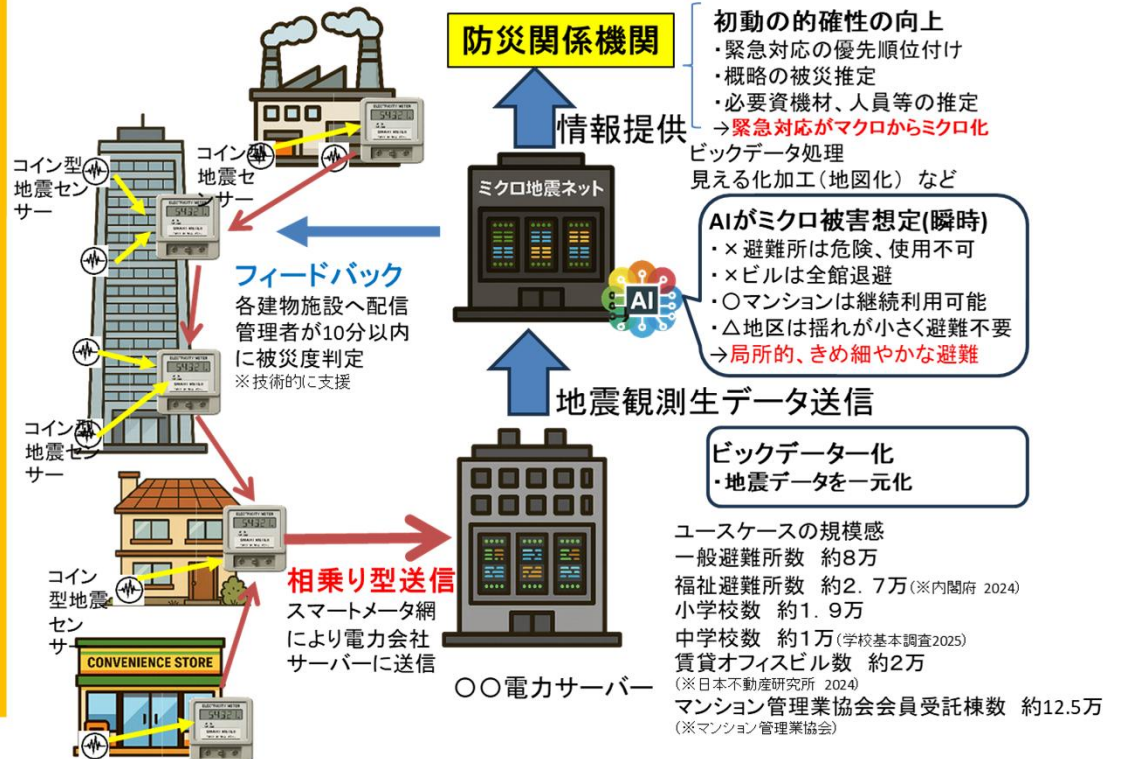 防災関係機関
初動の的確性の向上
・緊急対応の優先順位付け
・概略の被災推定
・必要資機材、人員等の推定
→緊急対応がマクロからミクロ化
ビックデータ処理
見える化加工(地図化) など
情報提供
ミクロ地震ネット
AI
AIがミクロ被害想定(瞬時)
・×避難所は危険、使用不可
・×ビルは全館退避
・○マンションは継続利用可能
・△地区は揺れが小さく避難不要
→局所的、きめ細やかな避難
地震観測生データ送信
ビックデーター化
・地震データを一元化
ユースケースの規模感
一般避難所数 約8万
福祉避難所数 約2.7万(※内閣府 2024)
小学校数 約1.9万
中学校数 約1万(学校基本調査2025)
賃貸オフィスビル数 約2万
(※日本不動産研究所 2024)
マンション管理業協会会員受託棟数 約12.5万
(※マンション管理業協会)
コイン型
地震セン
サー
コイン型
地震セ
ンサー
ELECTRICITY METER
54321
フィードバック
各建物施設へ配信
管理者が10分以内
に被災度判定
※技術的に支援
ELECTRICITY METER
54321
SMART METER
ELECTRICITY METER
54321
SMART METER
コイン型
地震セン
サー
ELECTRICITY METER
54321
相乗り型送信
スマートメータ網
により電力会社
サーバーに送信
〇〇電力サーバー
コイン
型地震
セン
サー
CONVENIENCE STORE
54321